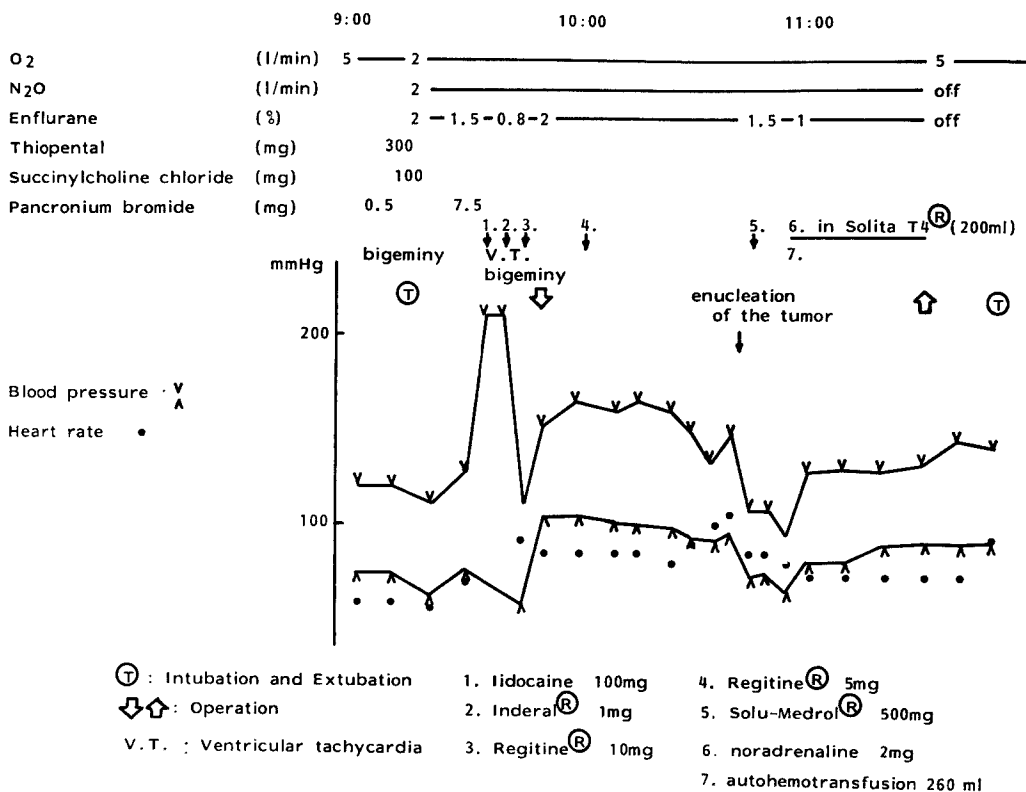 9:00 10:00 11:00
O2 (l/min) 5 2 5
N2O (l/min) 2 off
Enflurane (%) 2 1.5-0.8-2 1.5-1 off
Thiopental (mg) 300
Succinylcholine chloride (mg) 100
Pancronium bromide (mg) 0.5 7.5
1. 2. 3. 4. 5. 6. in Solita T4® (200ml)
mmHg bigeminy V.T. 7.
bigeminy
T enucleation T
of the tumor
200
Blood pressure
Heart rate
100
T : Intubation and Extubation 1. lidocaine 100mg 4. Regitine® 5mg
: Operation 2. Inderal® 1mg 5. Solu-Medrol® 500mg
V.T. : Ventricular tachycardia 3. Regitine® 10mg 6. noradrenaline 2mg
7. autohemotransfusion 260 ml